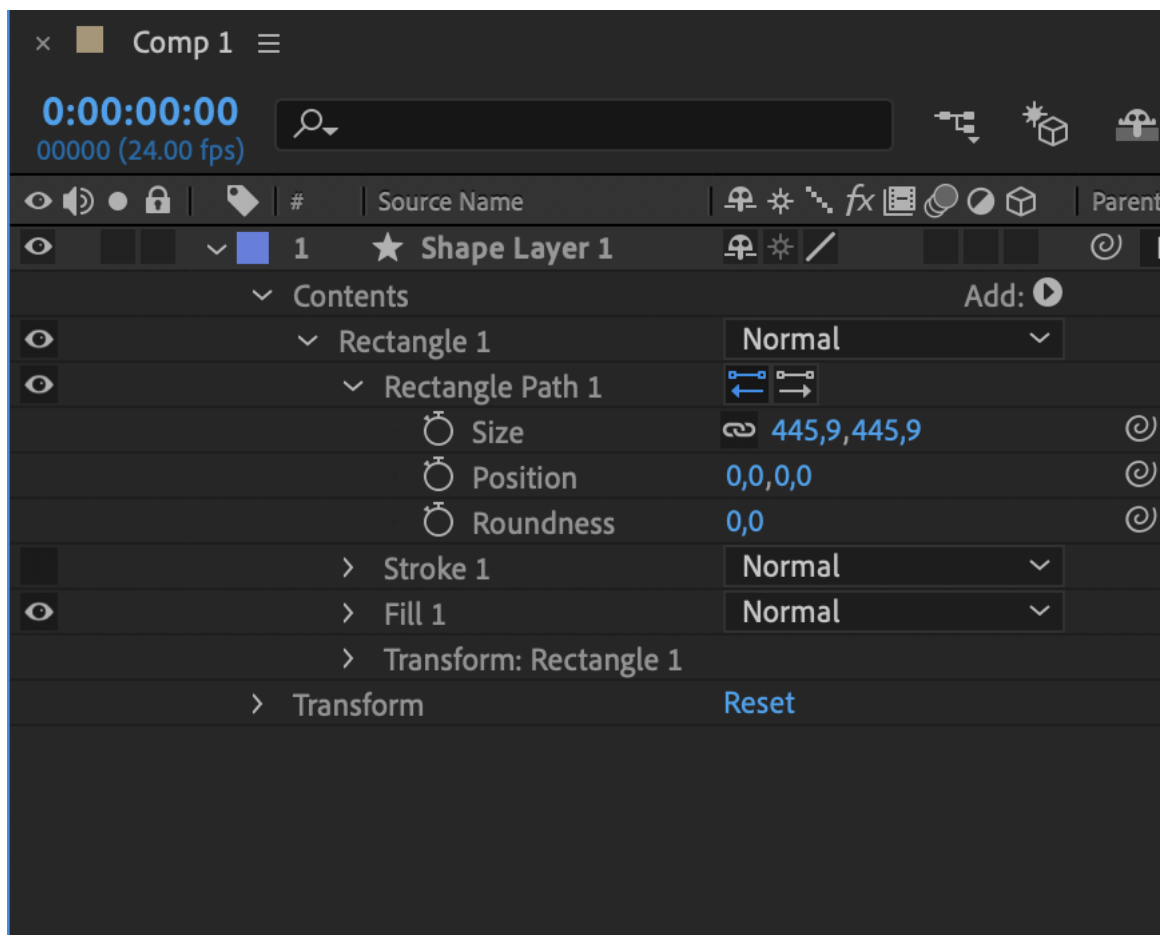 Comp 1
0:00:00:00
00000 (24.00 fps)
# Source Name fx Parent
1 Shape Layer 1
Contents Add:
Rectangle 1 Normal
Rectangle Path 1
Size 445,9,445,9
Position 0,0,0,0
Roundness 0,0
Stroke 1 Normal
Fill 1 Normal
Transform: Rectangle 1
Transform Reset